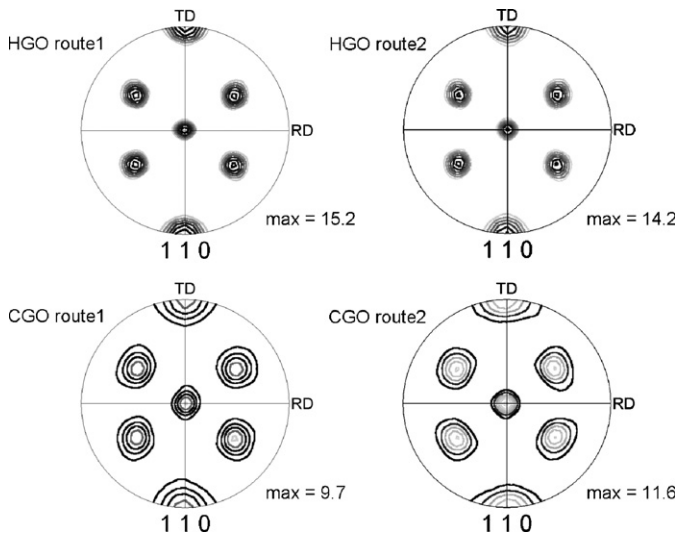 TD
HGO route1
RD
max = 15.2
1 1 0
TD
HGO route2
RD
max = 14.2
1 1 0
TD
CGO route1
RD
max = 9.7
1 1 0
TD
CGO route2
RD
max = 11.6
1 1 0